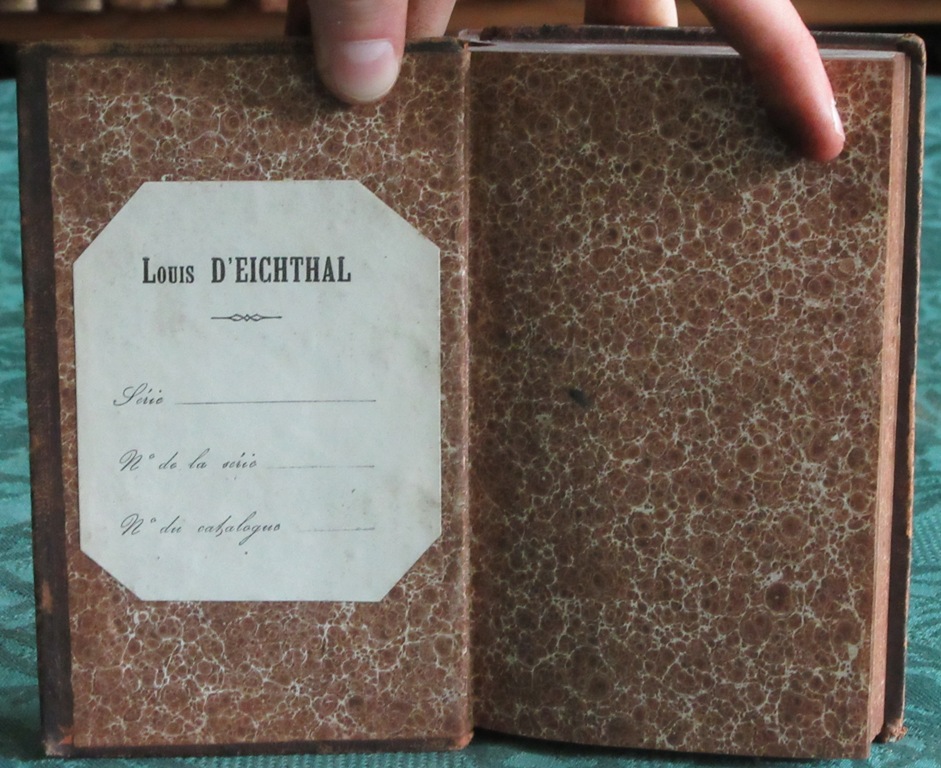 Louis D'EICHTHAL
Série
N° de la série
N° du catalogue